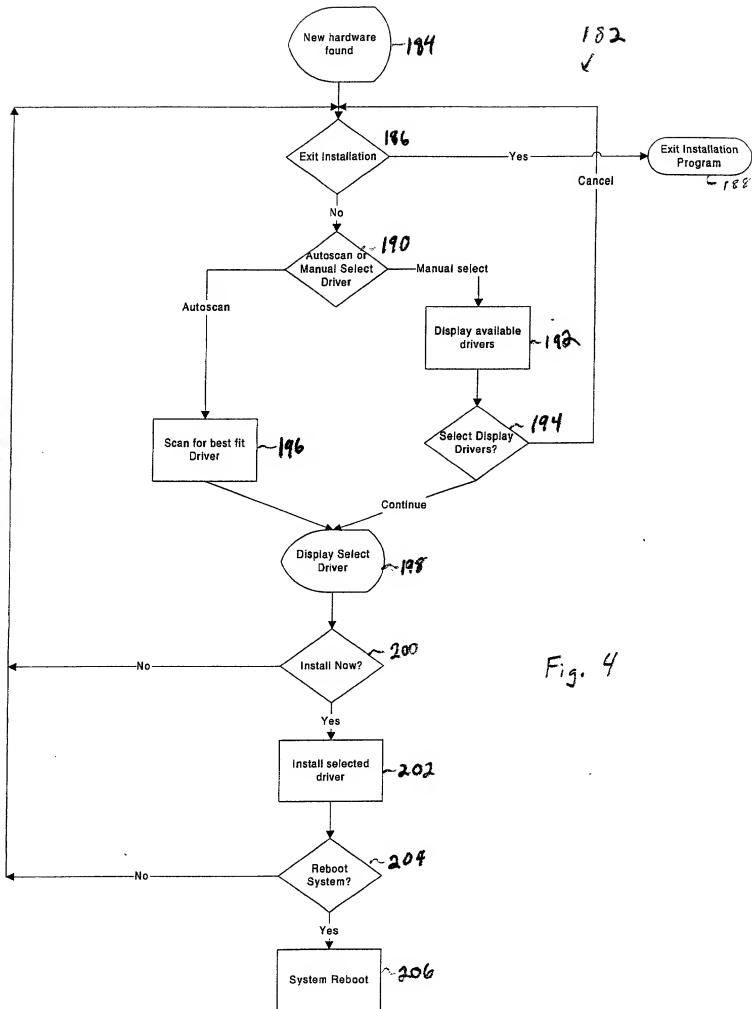 New hardware
found
184
182
Exit Installation
186
Yes
Exit Installation
Program
188
Cancel
No
190
Autoscan or
Manual Select
Driver
Manual select
Autoscan
Display available
drivers
192
Scan for best fit
Driver
196
Select Display
Drivers?
194
Continue
Display Select
Driver
198
Install Now?
200
No
Fig. 4
Yes
Install selected
driver
202
Reboot
System?
204
No
Yes
System Reboot
206